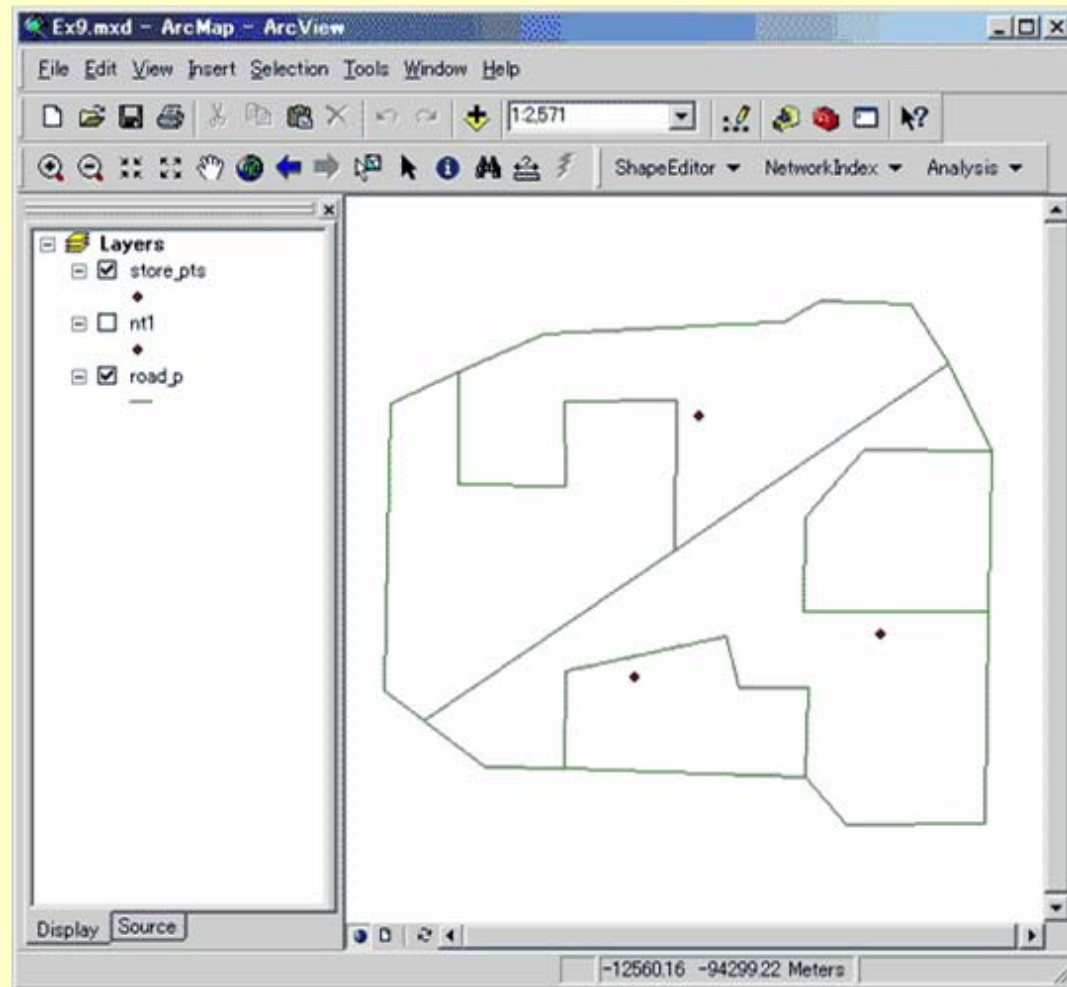 Ex9.mxd - ArcMap - ArcView
File Edit View Insert Selection Tools Window Help
1:2,571
ShapeEditor NetworkIndex Analysis
Layers
store_pts
nt1
road_p
Display Source
-12560.16 -94299.22 Meters